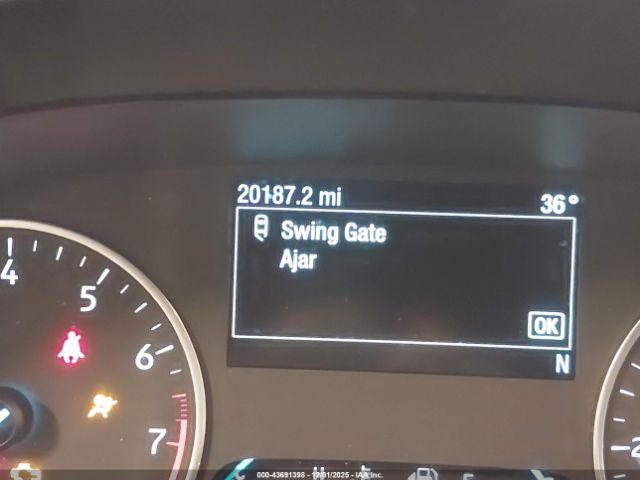 20187.2 mi 36°
Swing Gate
Ajar
OK
N
4
5
6
7
2
000-43691398 - 12/01/2025 - IAA Inc.